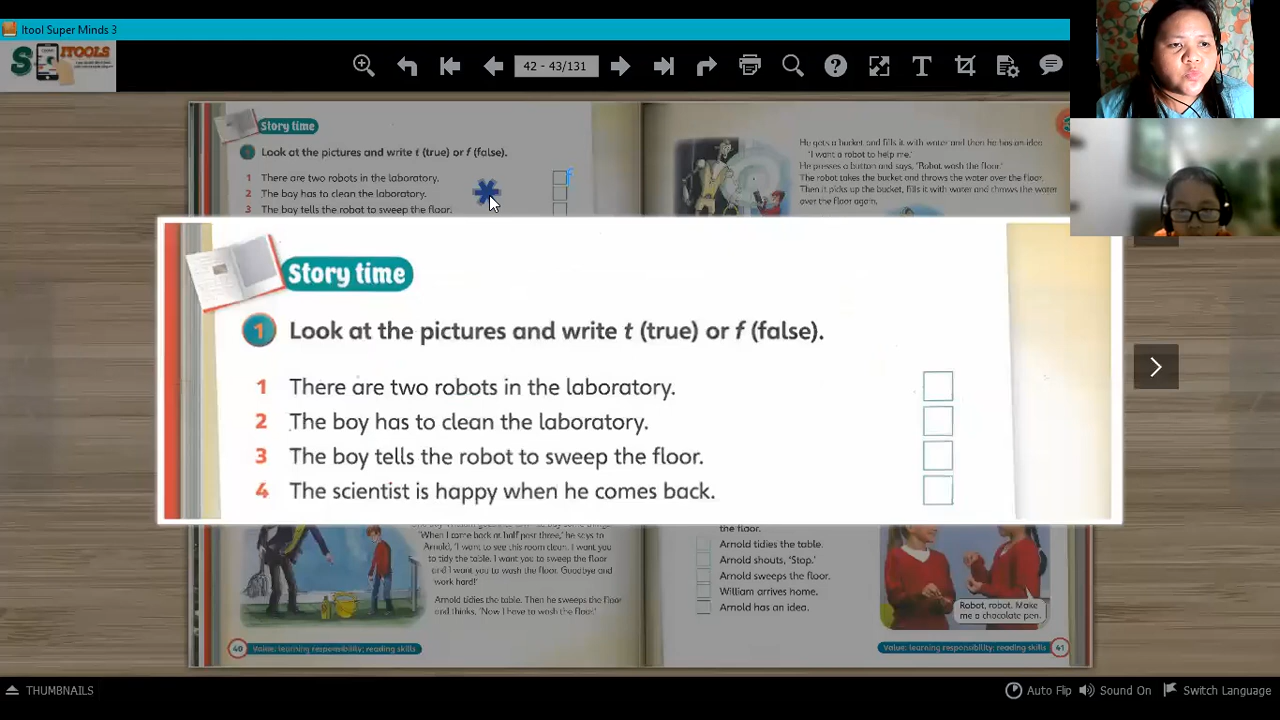 Itool Super Minds 3
S ITOOLS
42 - 43/131
Story time
1 Look at the pictures and write t (true) or f (false).
1 There are two robots in the laboratory.
2 The boy has to clean the laboratory.
3 The boy tells the robot to sweep the floor.
He gets a bucket and fills it with water and then he has an idea.
'I want a robot to help me.'
He presses a button and says, 'Robot, wash the floor.'
The robot takes the bucket and throws the water over the floor.
Then it picks up the bucket, fills it with water and throws the water
over the floor again.
Story time
1 Look at the pictures and write t (true) or f (false).
1 There are two robots in the laboratory.
2 The boy has to clean the laboratory.
3 The boy tells the robot to sweep the floor.
4 The scientist is happy when he comes back.
'When I come back at half past three,' he says to
Arnold, 'I want to see this room clean. I want you
to tidy the table. I want you to sweep the floor
and I want you to wash the floor. Goodbye and
work hard!'
Arnold tidies the table. Then he sweeps the floor
and thinks, 'Now I have to wash the floor!'
40 Value: learning responsibility; reading skills
the floor.
Arnold tidies the table.
Arnold shouts, 'Stop.'
Arnold sweeps the floor.
William arrives home.
Arnold has an idea.
Robot, robot. Make
me a chocolate pen.
Value: learning responsibility; reading skills 41
THUMBNAILS
Auto Flip
Sound On
Switch Language